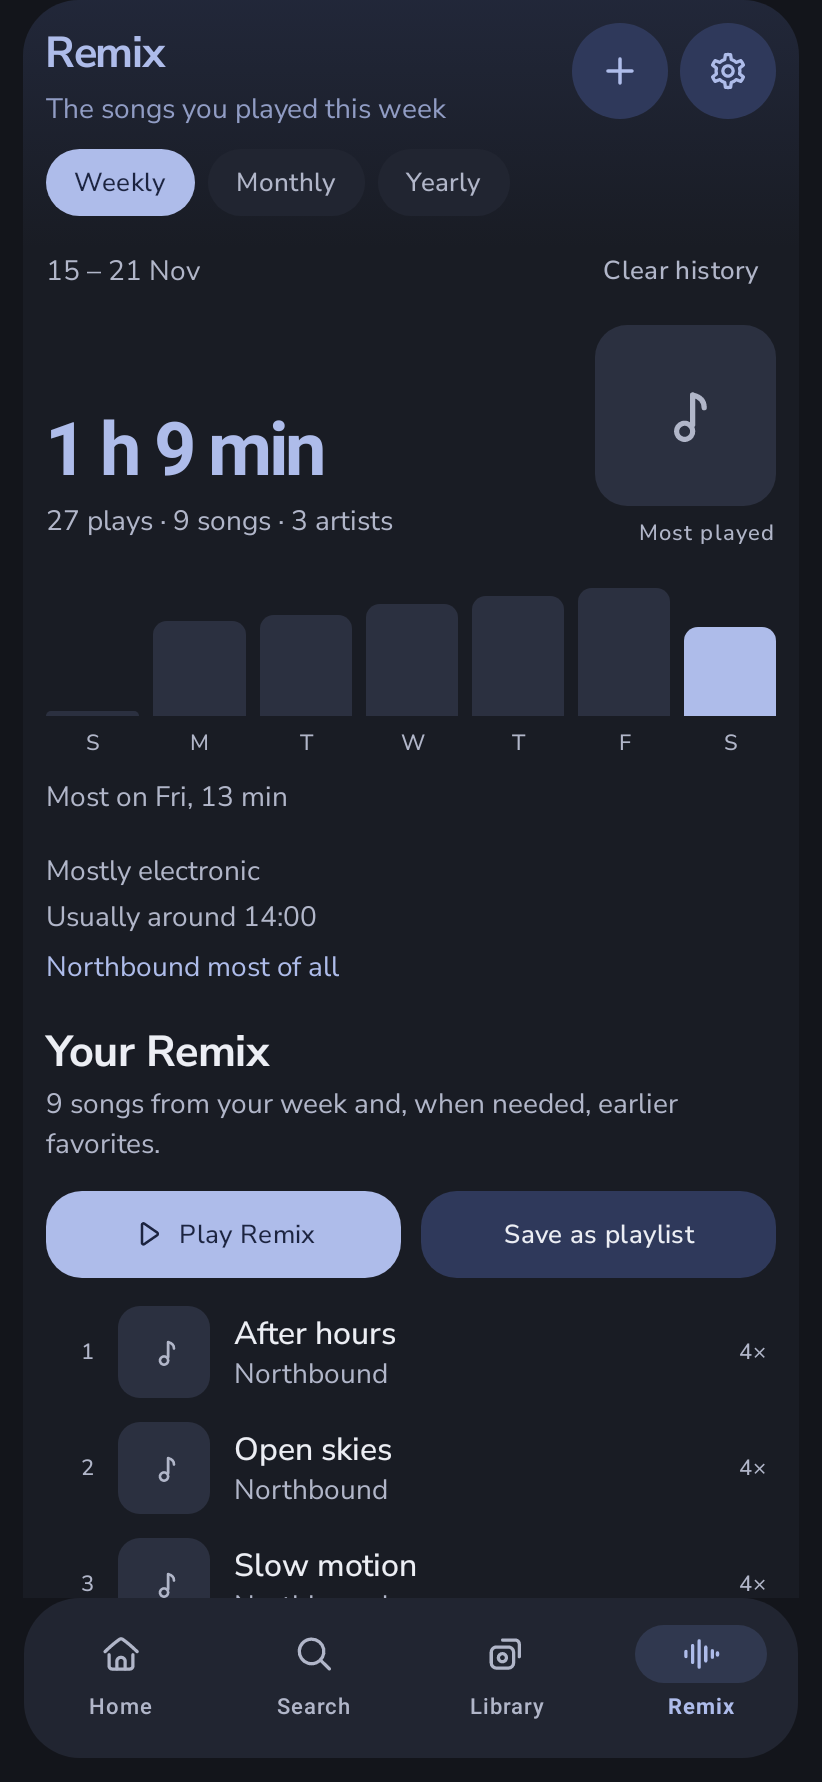 Remix
The songs you played this week
Weekly Monthly Yearly
15 – 21 Nov Clear history
1 h 9 min
27 plays · 9 songs · 3 artists
Most played
S M T W T F S
Most on Fri, 13 min
Mostly electronic
Usually around 14:00
Northbound most of all
Your Remix
9 songs from your week and, when needed, earlier
favorites.
Play Remix Save as playlist
1 After hours 4×
Northbound
2 Open skies 4×
Northbound
3 Slow motion 4×
Home Search Library Remix